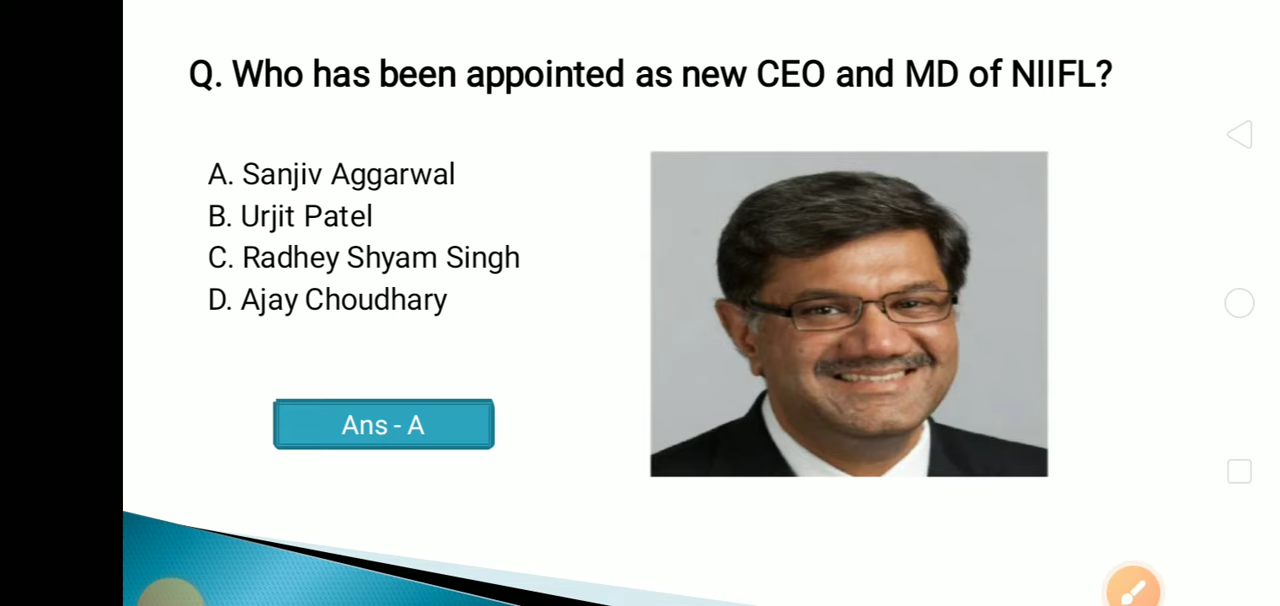 Q. Who has been appointed as new CEO and MD of NIIFL?
A. Sanjiv Aggarwal
B. Urjit Patel
C. Radhey Shyam Singh
D. Ajay Choudhary
Ans - A